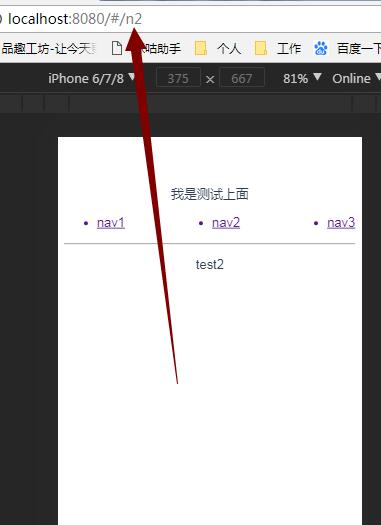 localhost:8080/#/n2
品趣工坊-让今天 咕助手 个人 工作 百度一下
iPhone 6/7/8 ▼ 375 × 667 81% ▼ Online
我是测试上面
• nav1 • nav2 • nav3
test2